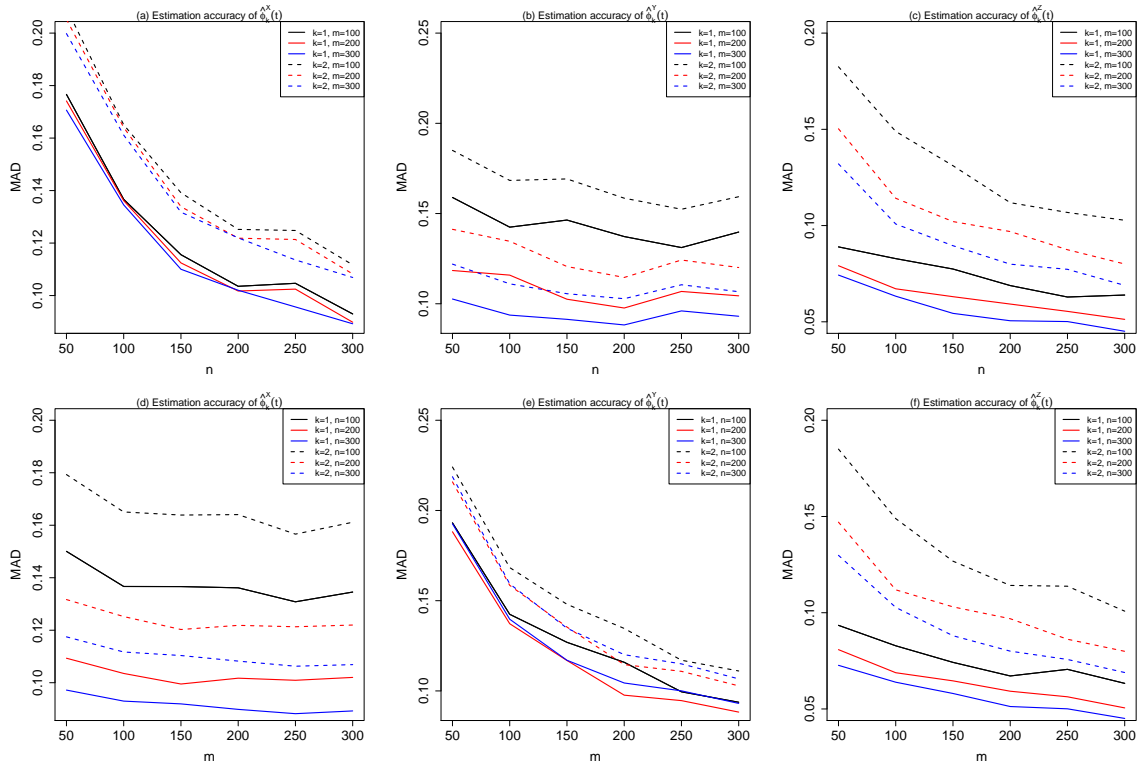 (a) Estimation accuracy of ϕ̂ₖˣ(t)
MAD
0.20
0.18
0.16
0.14
0.12
0.10
50 100 150 200 250 300
n
k=1, m=100
k=1, m=200
k=1, m=300
k=2, m=100
k=2, m=200
k=2, m=300
(b) Estimation accuracy of ϕ̂ₖʸ(t)
MAD
0.25
0.20
0.15
0.10
50 100 150 200 250 300
n
k=1, m=100
k=1, m=200
k=1, m=300
k=2, m=100
k=2, m=200
k=2, m=300
(c) Estimation accuracy of ϕ̂ₖᶻ(t)
MAD
0.20
0.15
0.10
0.05
50 100 150 200 250 300
n
k=1, m=100
k=1, m=200
k=1, m=300
k=2, m=100
k=2, m=200
k=2, m=300
(d) Estimation accuracy of ϕ̂ₖˣ(t)
MAD
0.20
0.18
0.16
0.14
0.12
0.10
50 100 150 200 250 300
m
k=1, n=100
k=1, n=200
k=1, n=300
k=2, n=100
k=2, n=200
k=2, n=300
(e) Estimation accuracy of ϕ̂ₖʸ(t)
MAD
0.25
0.20
0.15
0.10
50 100 150 200 250 300
m
k=1, n=100
k=1, n=200
k=1, n=300
k=2, n=100
k=2, n=200
k=2, n=300
(f) Estimation accuracy of ϕ̂ₖᶻ(t)
MAD
0.20
0.15
0.10
0.05
50 100 150 200 250 300
m
k=1, n=100
k=1, n=200
k=1, n=300
k=2, n=100
k=2, n=200
k=2, n=300